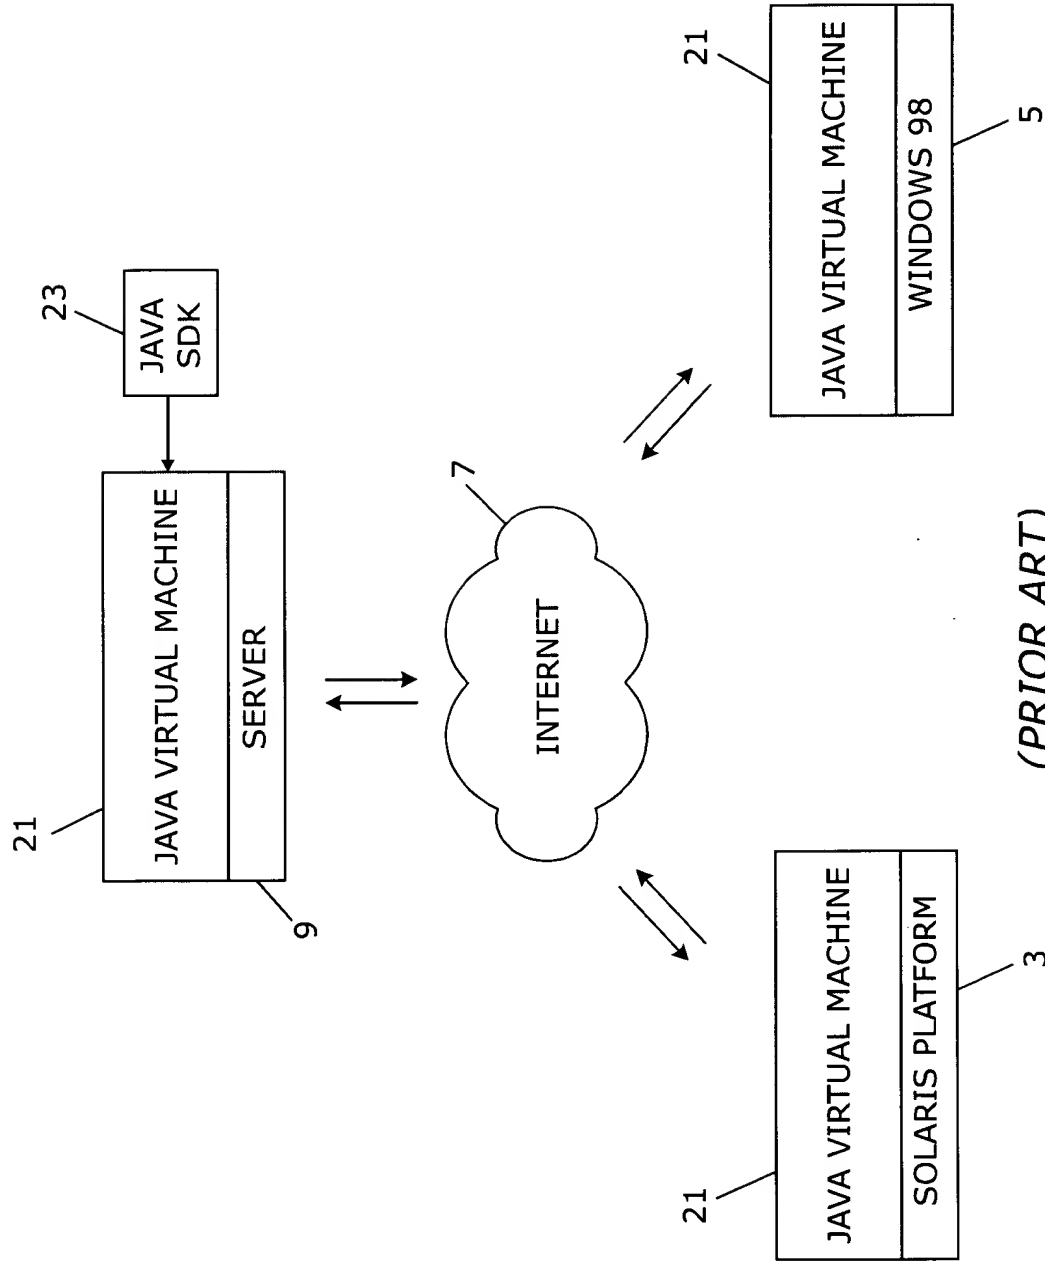 23
JAVA
SDK
21
JAVA VIRTUAL MACHINE
SERVER
9
7
INTERNET
21
JAVA VIRTUAL MACHINE
SOLARIS PLATFORM
3
21
JAVA VIRTUAL MACHINE
WINDOWS 98
5
(PRIOR ART)